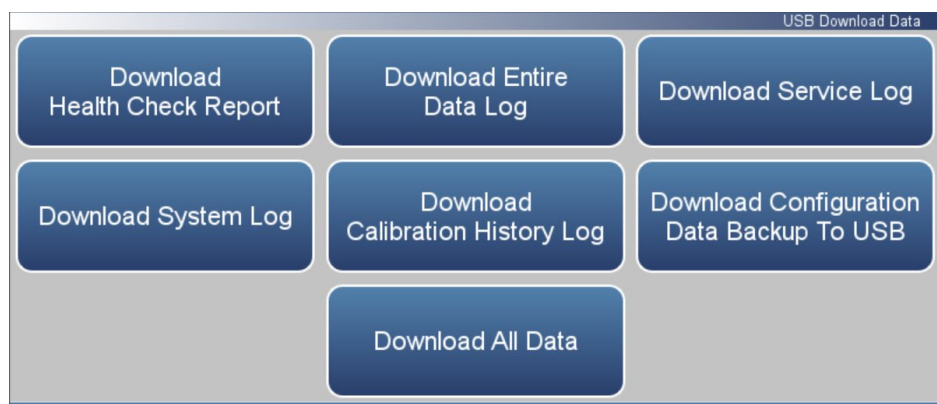 USB Download Data
Download
Health Check Report
Download Entire
Data Log
Download Service Log
Download System Log
Download
Calibration History Log
Download Configuration
Data Backup To USB
Download All Data